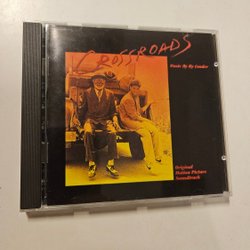 CROSSROADS
Music By Ry Cooder
Original
Motion Picture
Soundtrack